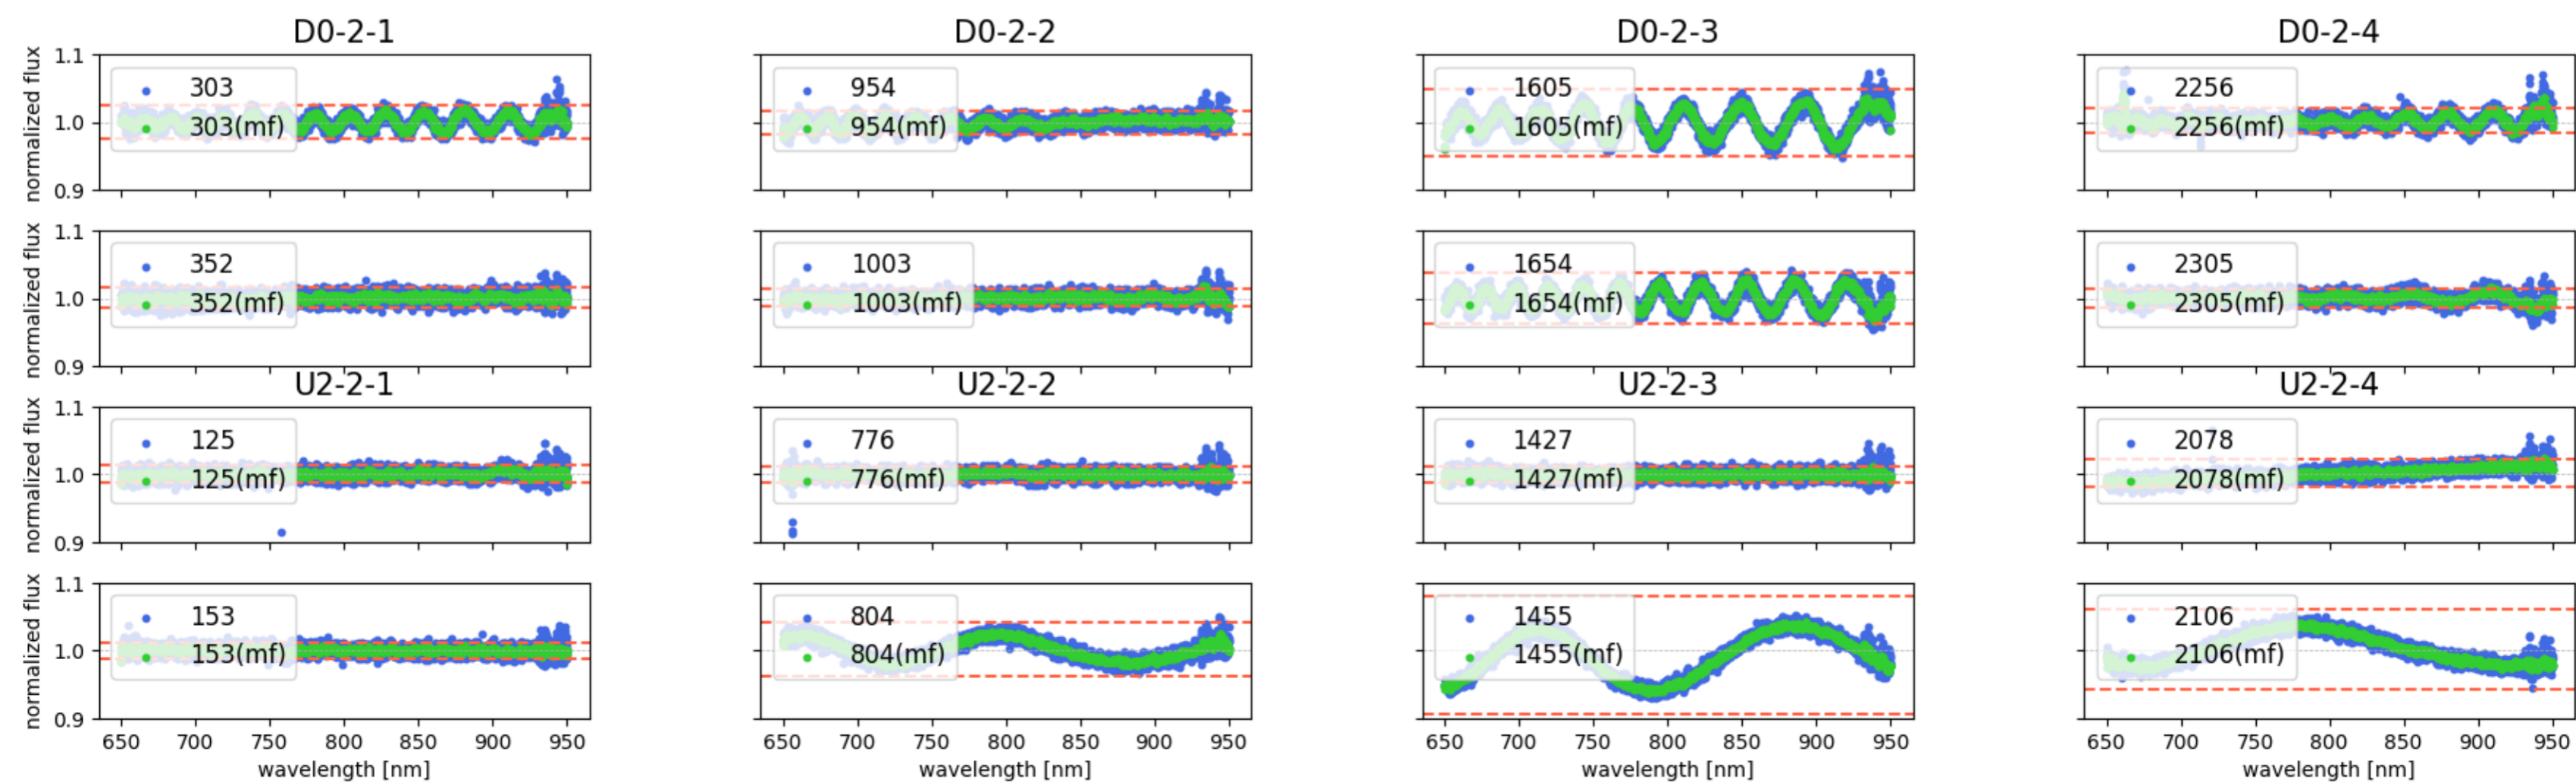 D0-2-1 D0-2-2 D0-2-3 D0-2-4
normalized flux
1.1
1.0
0.9
303
303(mf)
954
954(mf)
1605
1605(mf)
2256
2256(mf)
normalized flux
1.1
1.0
0.9
352
352(mf)
1003
1003(mf)
1654
1654(mf)
2305
2305(mf)
U2-2-1 U2-2-2 U2-2-3 U2-2-4
normalized flux
1.1
1.0
0.9
125
125(mf)
776
776(mf)
1427
1427(mf)
2078
2078(mf)
normalized flux
1.1
1.0
0.9
153
153(mf)
804
804(mf)
1455
1455(mf)
2106
2106(mf)
650 700 750 800 850 900 950 650 700 750 800 850 900 950 650 700 750 800 850 900 950 650 700 750 800 850 900 950
wavelength [nm] wavelength [nm] wavelength [nm] wavelength [nm]